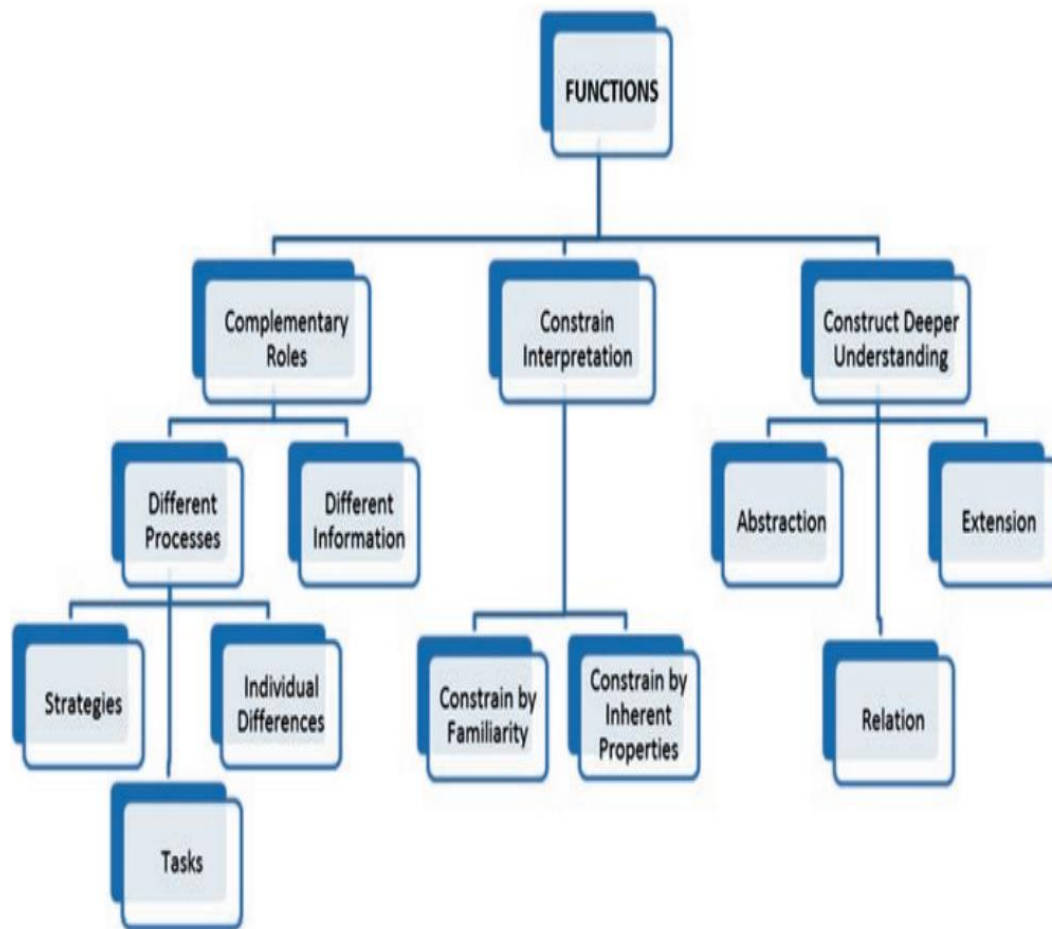 FUNCTIONS
Complementary
Roles
Constrain
Interpretation
Construct Deeper
Understanding
Different
Processes
Different
Information
Abstraction
Extension
Strategies
Individual
Differences
Constrain by
Familiarity
Constrain by
Inherent
Properties
Relation
Tasks